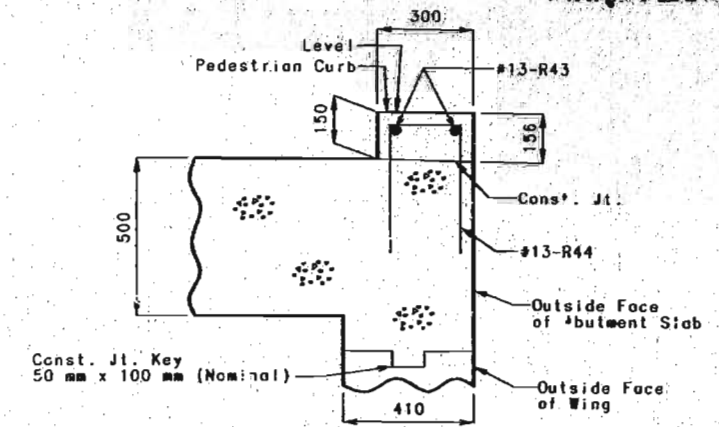 300
Level
Pedestrian Curb
#13-R43
150
156
Const. Jt.
500
#13-R44
Outside Face
of Abutment Slab
Const. Jt. Key
50 mm x 100 mm (Nominal)
Outside Face
of Wing
410